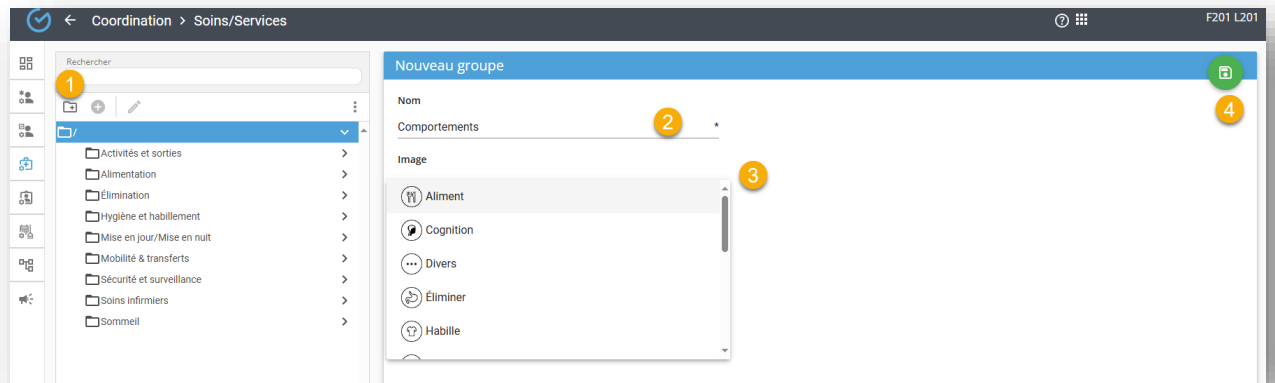 Coordination > Soins/Services
F201 L201
Rechercher
1
/
Activités et sorties
Alimentation
Élimination
Hygiène et habillement
Mise en jour/Mise en nuit
Mobilité & transferts
Sécurité et surveillance
Soins infirmiers
Sommeil
Nouveau groupe
4
Nom
Comportements
2
*
Image
3
Aliment
Cognition
Divers
Éliminer
Habille